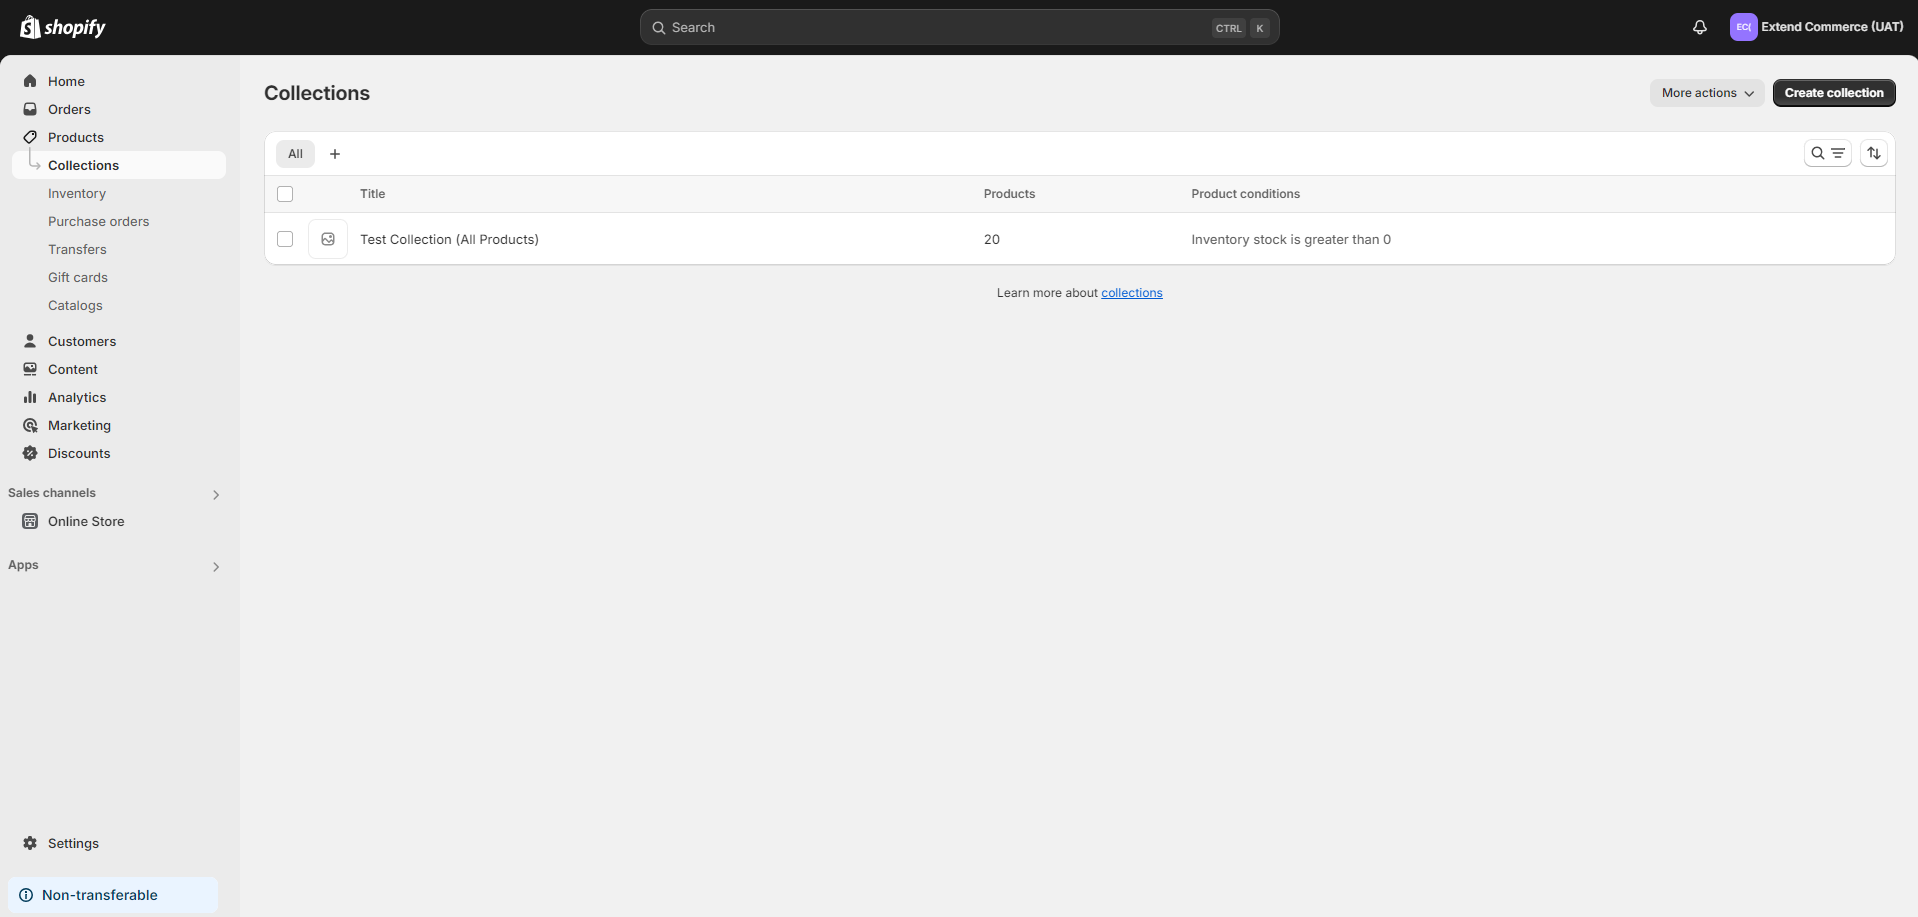 shopify
Search
CTRL K
EC(
Extend Commerce (UAT)
Home
Orders
Products
Collections
Inventory
Purchase orders
Transfers
Gift cards
Catalogs
Customers
Content
Analytics
Marketing
Discounts
Sales channels
Online Store
Apps
Settings
Non-transferable
Collections
More actions
Create collection
All
Title Products Product conditions
Test Collection (All Products) 20 Inventory stock is greater than 0
Learn more about collections